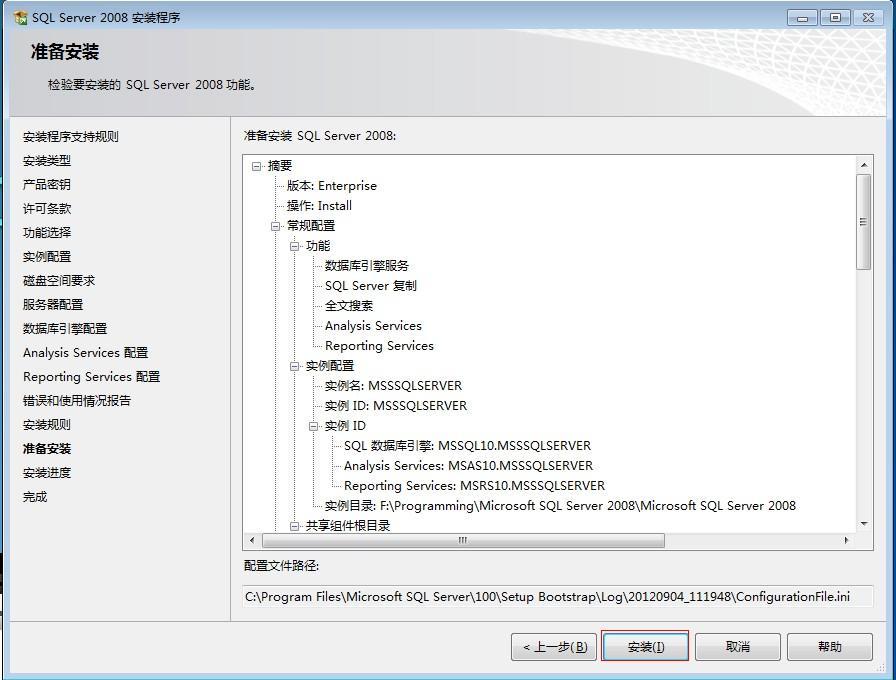 SQL Server 2008 安装程序
准备安装
检验要安装的 SQL Server 2008 功能。
安装程序支持规则
安装类型
产品密钥
许可条款
功能选择
实例配置
磁盘空间要求
服务器配置
数据库引擎配置
Analysis Services 配置
Reporting Services 配置
错误和使用情况报告
安装规则
准备安装
安装进度
完成
准备安装 SQL Server 2008:
摘要
版本: Enterprise
操作: Install
常规配置
功能
数据库引擎服务
SQL Server 复制
全文搜索
Analysis Services
Reporting Services
实例配置
实例名: MSSSQLSERVER
实例 ID: MSSSQLSERVER
实例 ID
SQL 数据库引擎: MSSQL10.MSSSQLSERVER
Analysis Services: MSAS10.MSSSQLSERVER
Reporting Services: MSRS10.MSSSQLSERVER
实例目录: F:\Programming\Microsoft SQL Server 2008\Microsoft SQL Server 2008
共享组件根目录
配置文件路径:
C:\Program Files\Microsoft SQL Server\100\Setup Bootstrap\Log\20120904_111948\ConfigurationFile.ini
< 上一步(B) 安装(I) 取消 帮助